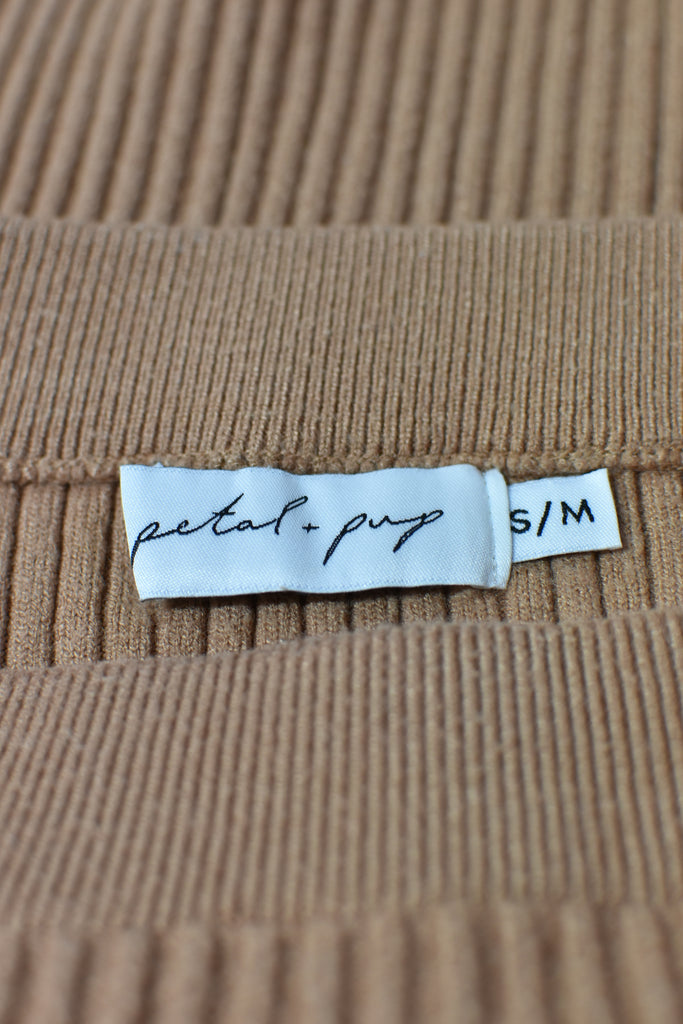 petal + pup
S/M